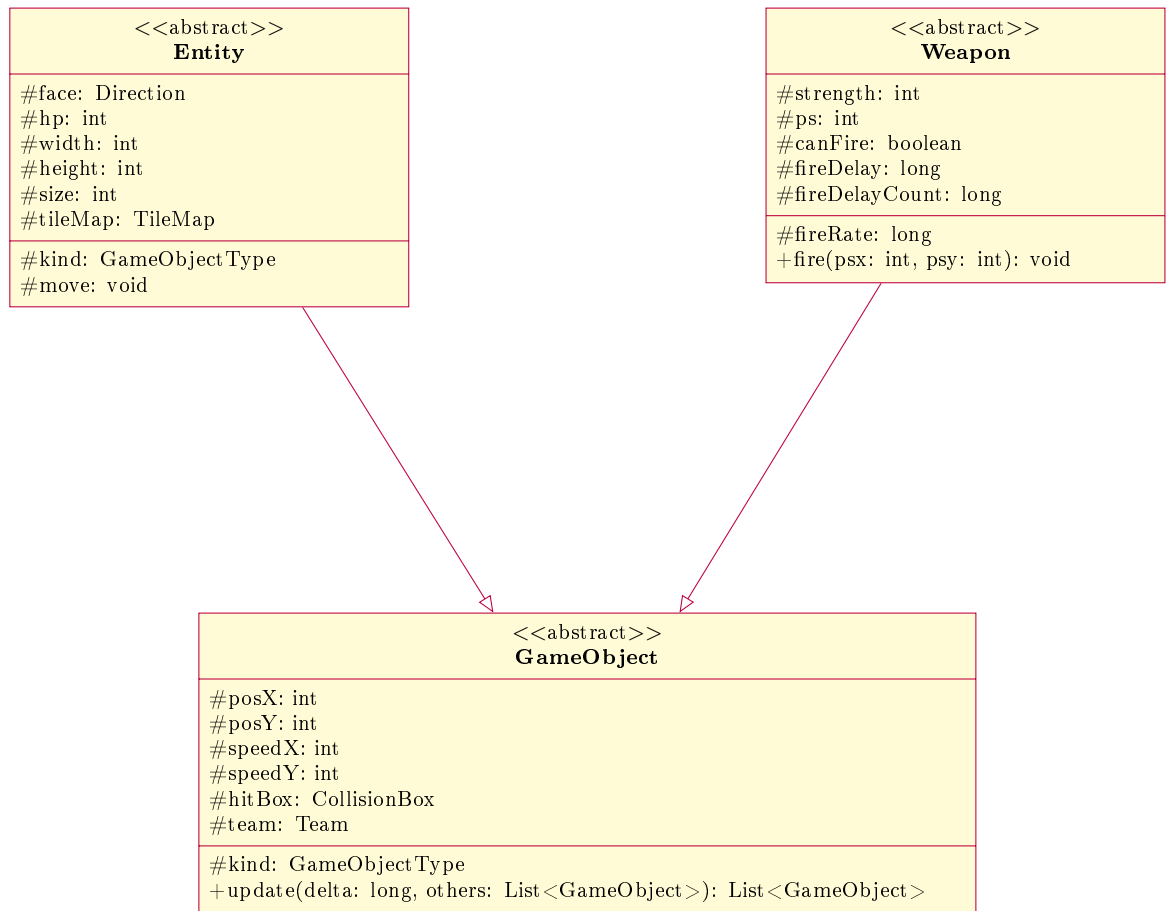 <<abstract>>
Entity
#face: Direction
#hp: int
#width: int
#height: int
#size: int
#tileMap: TileMap
#kind: GameObjectType
#move: void
<<abstract>>
Weapon
#strength: int
#ps: int
#canFire: boolean
#fireDelay: long
#fireDelayCount: long
#fireRate: long
+fire(psx: int, psy: int): void
<<abstract>>
GameObject
#posX: int
#posY: int
#speedX: int
#speedY: int
#hitBox: CollisionBox
#team: Team
#kind: GameObjectType
+update(delta: long, others: List<GameObject>): List<GameObject>